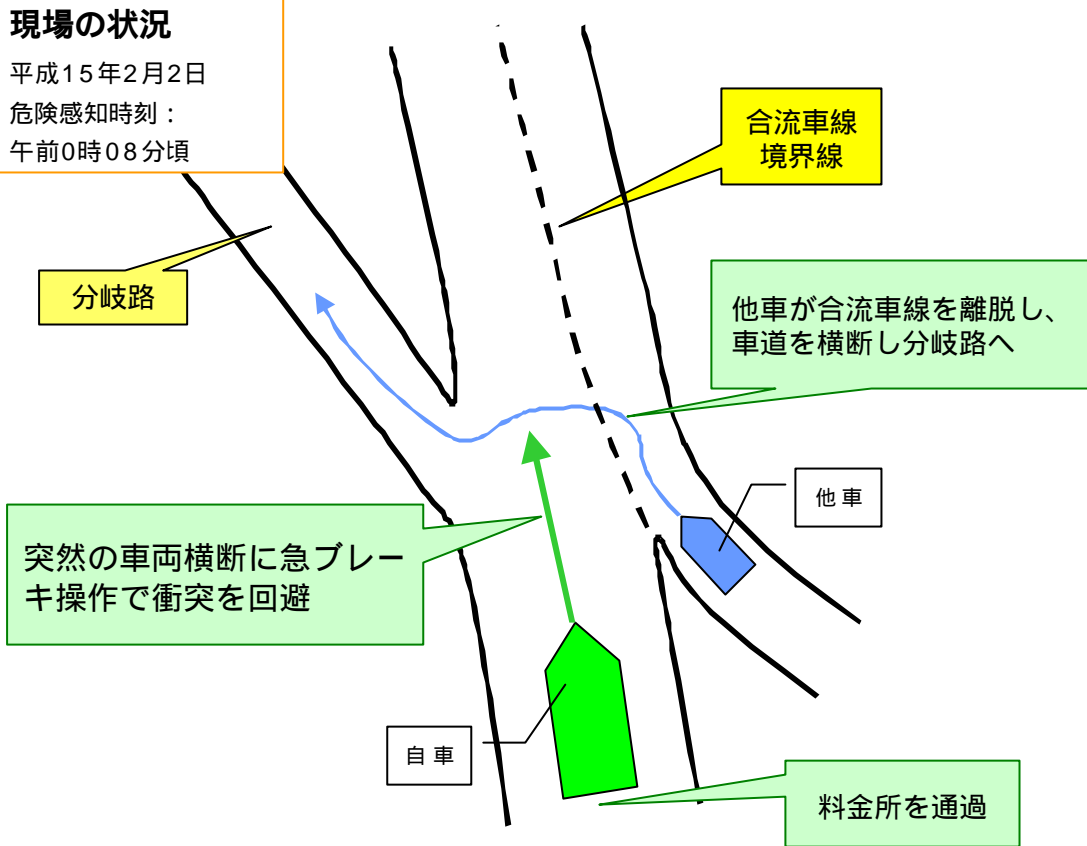 現場の状況
平成15年2月2日
危険感知時刻：
午前0時08分頃
合流車線
境界線
分岐路
他車が合流車線を離脱し、
車道を横断し分岐路へ
他車
突然の車両横断に急ブレー
キ操作で衝突を回避
自車
料金所を通過